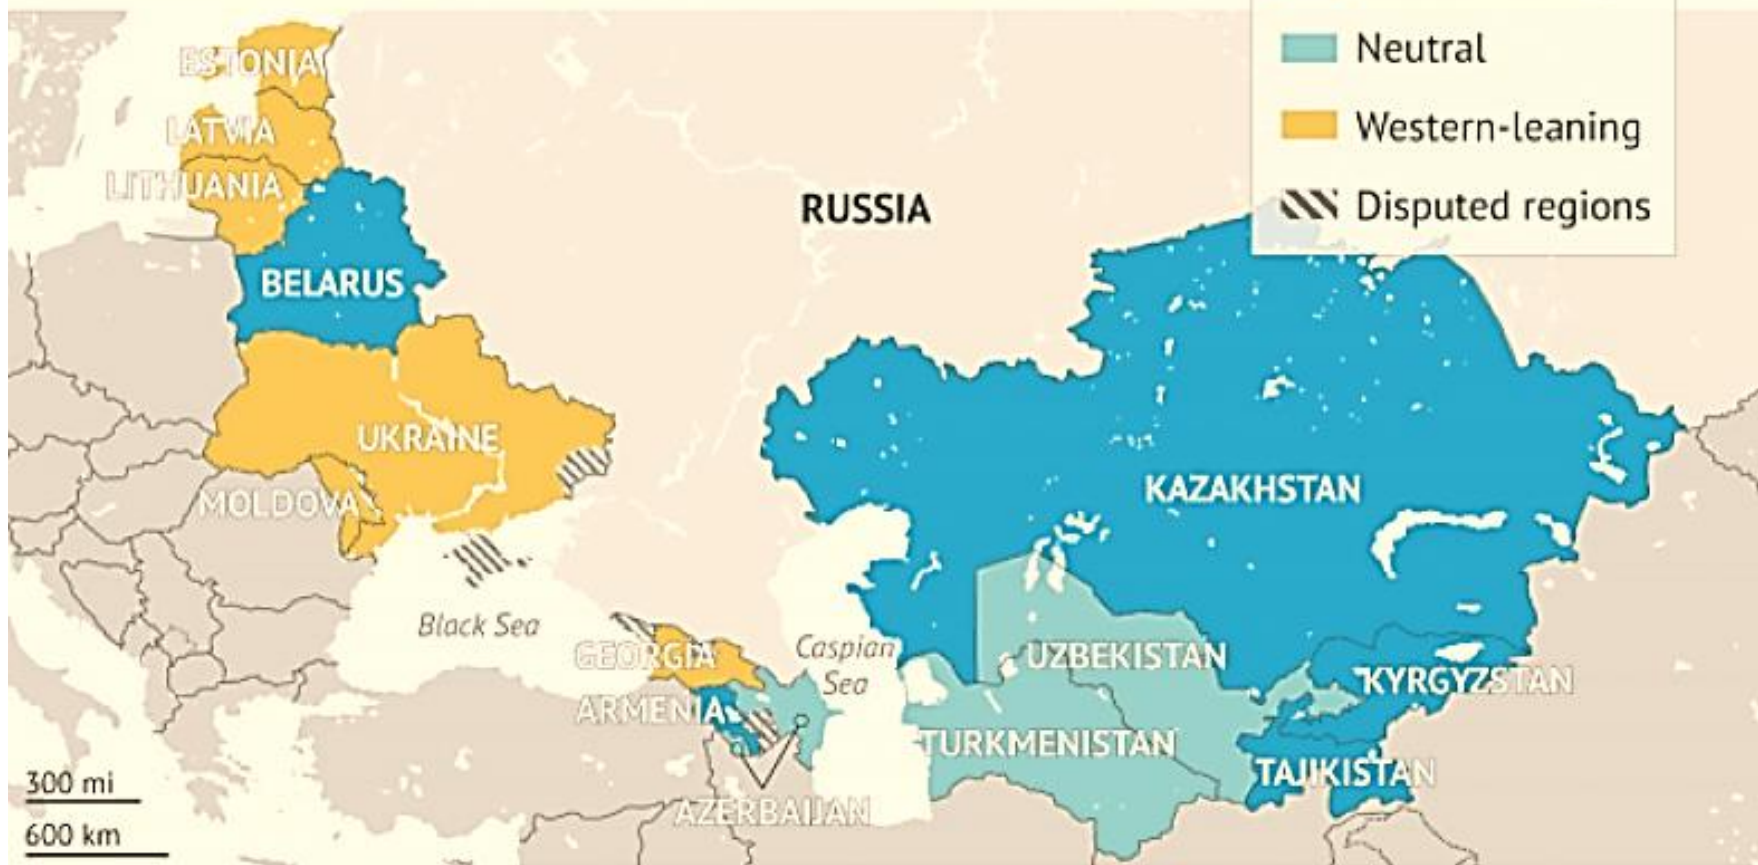 Neutral
Western-leaning
Disputed regions
ESTONIA
LATVIA
LITHUANIA
RUSSIA
BELARUS
UKRAINE
MOLDOVA
KAZAKHSTAN
Black Sea
GEORGIA
Caspian
Sea
UZBEKISTAN
KYRGYZSTAN
ARMENIA
TURKMENISTAN
TAJIKISTAN
AZERBAIJAN
300 mi
600 km